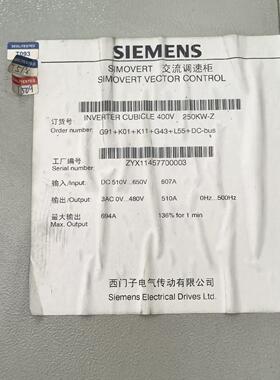 SIEMENS
T093
SIMOVERT 交流调速柜
SIMOVERT VECTOR CONTROL
订货号: INVERTER CUBICLE 400V 250KW-Z
Order number: G91+K01+K11+G43+L55+DC-bus
工厂编号
Serial number: ZYX11457700003
输入/Input: DC 510V...650V 607A
输出/Output: 3AC 0V...480V 510A 0Hz...500Hz
最大输出/ 694A 136% for 1 min.
Max. Output
西门子电气传动有限公司
Siemens Electrical Drives Ltd.